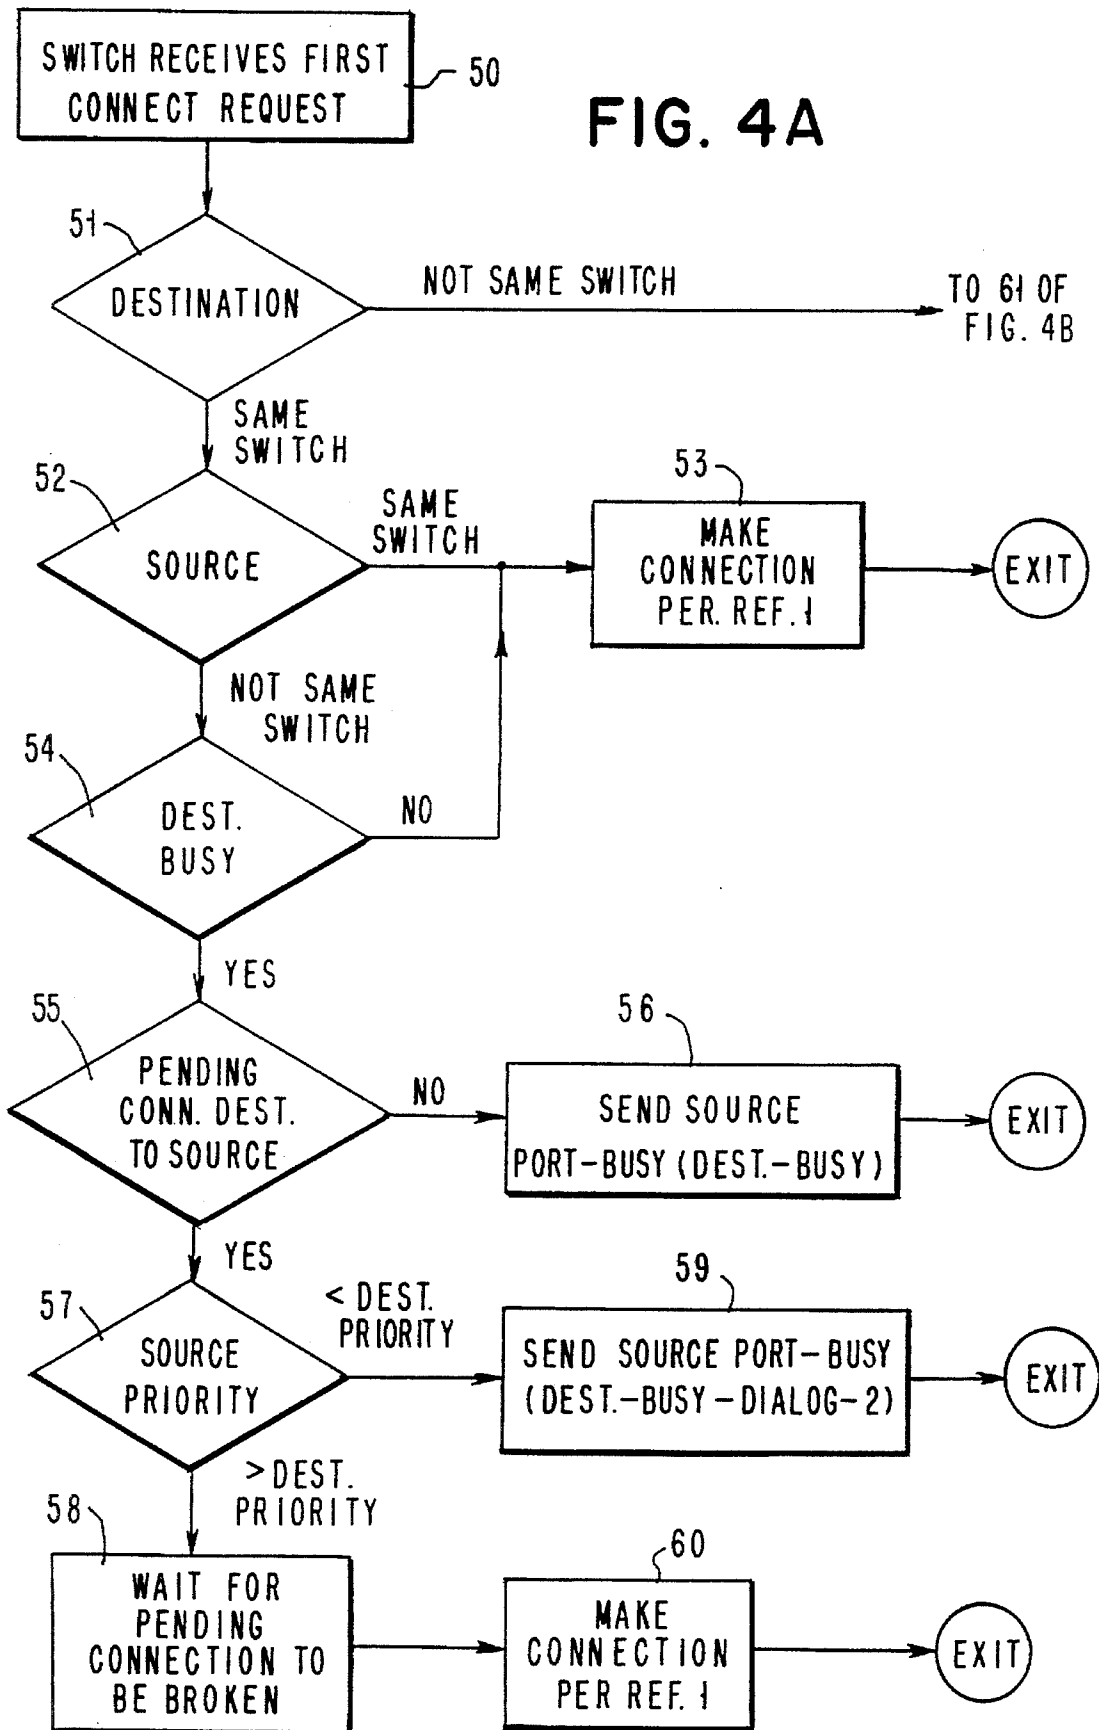 SWITCH RECEIVES FIRST
CONNECT REQUEST
50
FIG. 4A
51
DESTINATION
NOT SAME SWITCH
TO 61 OF
FIG. 4B
SAME
SWITCH
52
SOURCE
SAME
SWITCH
53
MAKE
CONNECTION
PER. REF. 1
EXIT
NOT SAME
SWITCH
54
DEST.
BUSY
NO
YES
55
PENDING
CONN. DEST.
TO SOURCE
NO
56
SEND SOURCE
PORT-BUSY (DEST.-BUSY)
EXIT
YES
57
SOURCE
PRIORITY
< DEST.
PRIORITY
59
SEND SOURCE PORT-BUSY
(DEST.-BUSY-DIALOG-2)
EXIT
> DEST.
PRIORITY
58
WAIT FOR
PENDING
CONNECTION TO
BE BROKEN
60
MAKE
CONNECTION
PER REF. 1
EXIT